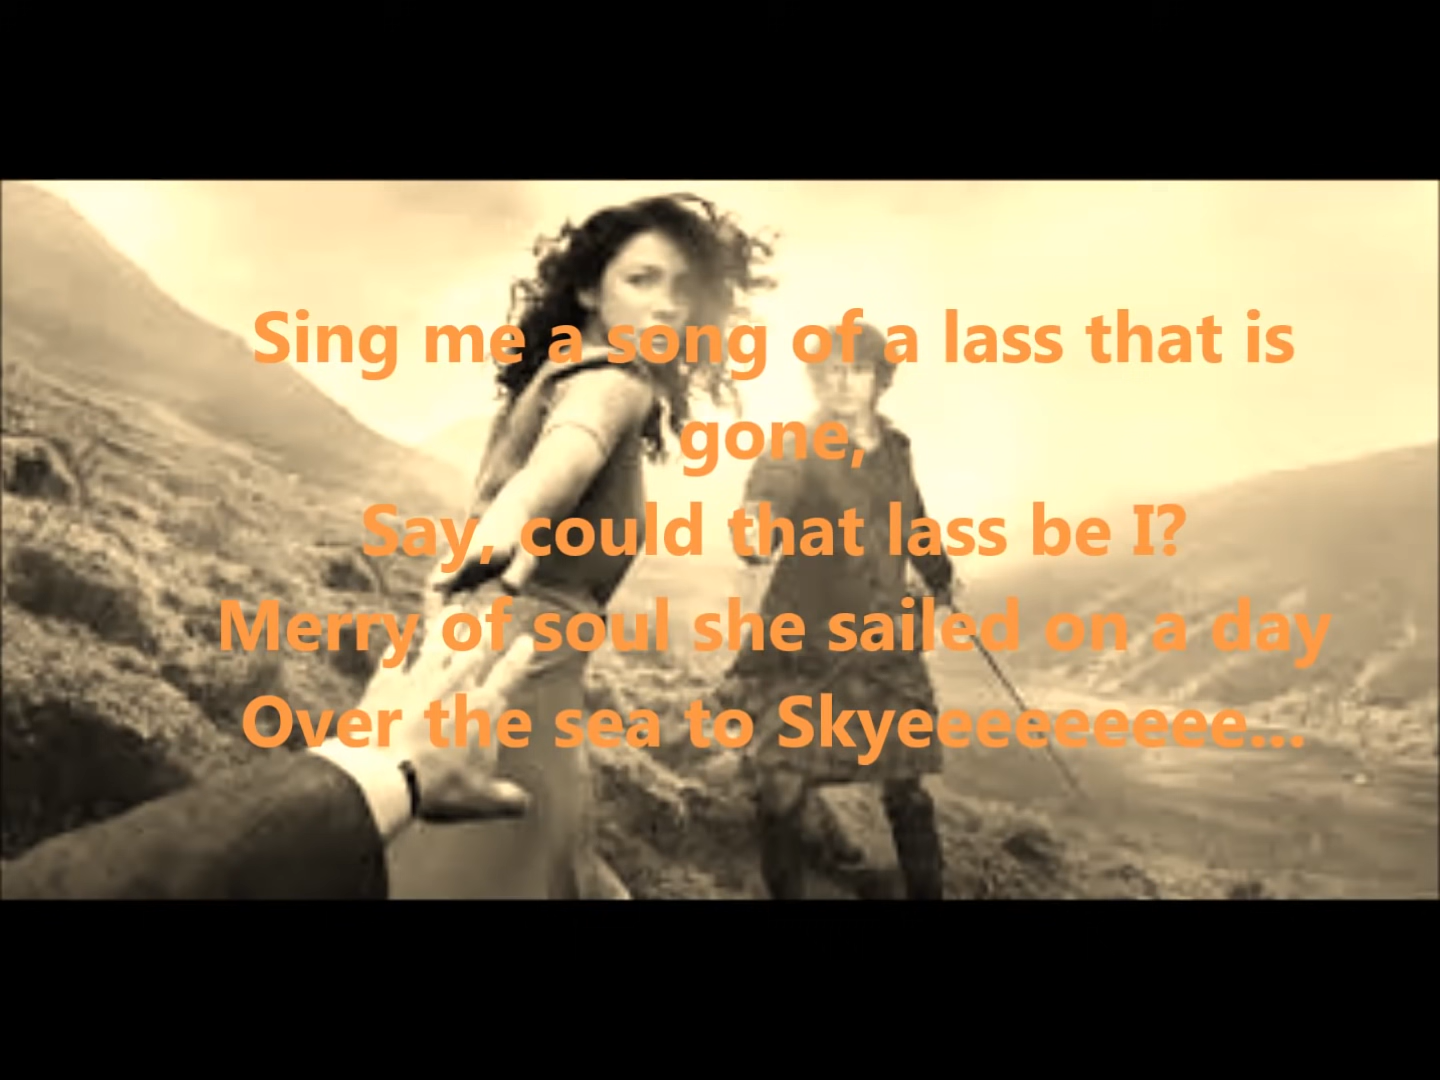 Sing me a song of a lass that is
gone,
Say, could that lass be I?
Merry of soul she sailed on a day
Over the sea to Skyeeeeeeeee...